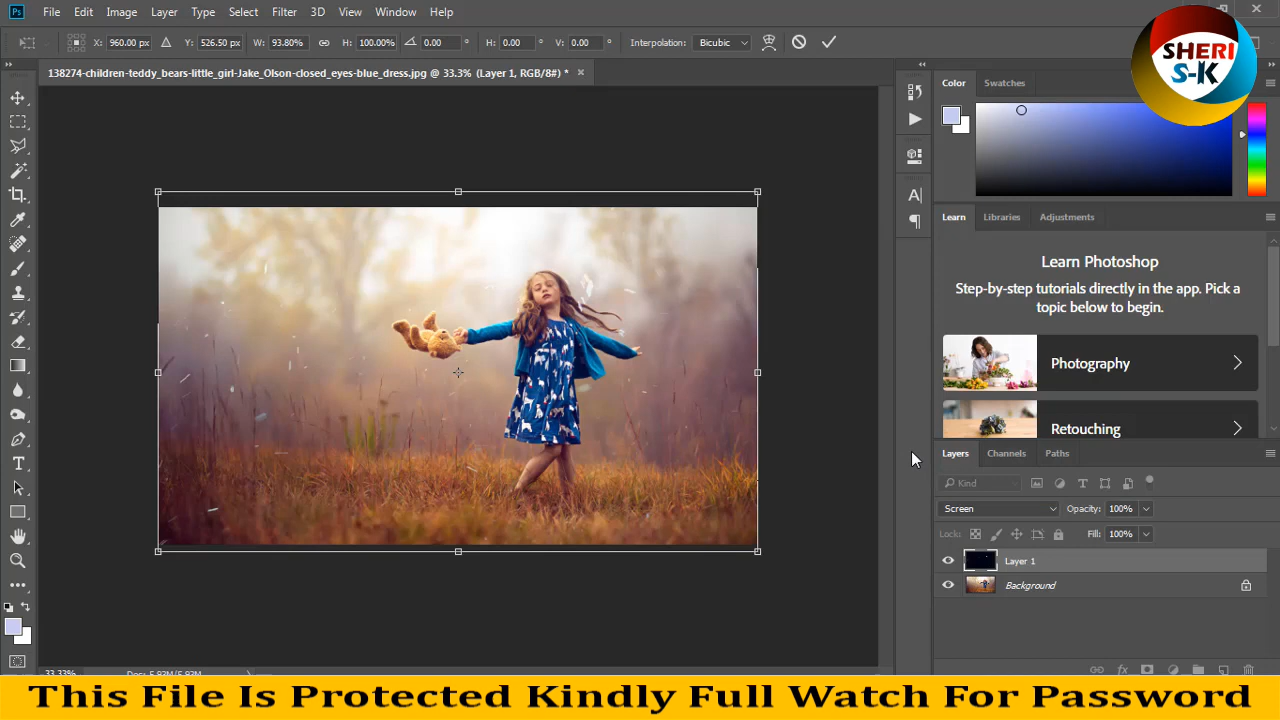 Ps File Edit Image Layer Type Select Filter 3D View Window Help
X: 960.00 px Y: 526.50 px W: 93.80% H: 100.00% 0.00 ° H: 0.00 ° V: 0.00 ° Interpolation: Bicubic
SHERI
S-K
138274-children-teddy_bears-little_girl-Jake_Olson-closed_eyes-blue_dress.jpg @ 33.3% (Layer 1, RGB/8#) *
Color Swatches
Learn Libraries Adjustments
Learn Photoshop
Step-by-step tutorials directly in the app. Pick a
topic below to begin.
Photography
Retouching
Layers Channels Paths
Kind
Screen Opacity: 100%
Lock: Fill: 100%
Layer 1
Background
33.33% Doc: 5.93M/5.93M
This File Is Protected Kindly Full Watch For Password